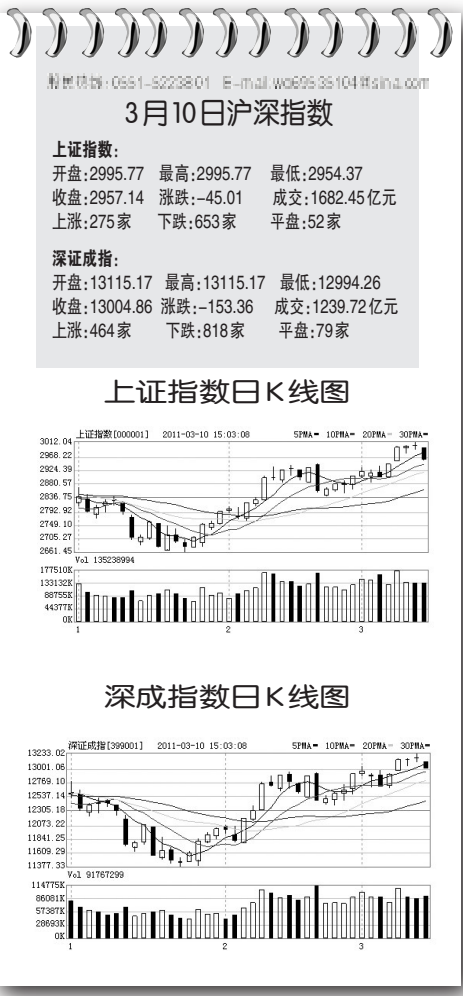 3月10日沪深指数
上证指数:
开盘:2995.77 最高:2995.77 最低:2954.37
收盘:2957.14 涨跌:-45.01 成交:1682.45亿元
上涨:275家 下跌:653家 平盘:52家
深证成指:
开盘:13115.17 最高:13115.17 最低:12994.26
收盘:13004.86 涨跌:-153.36 成交:1239.72亿元
上涨:464家 下跌:818家 平盘:79家
上证指数日K线图
上证指数[000001] 2011-03-10 15:03:08 5PMA 10PMA 20PMA 30PMA
3012.04
2968.22
2924.39
2880.57
2836.75
2792.92
2749.10
2705.27
2661.45
Vol 135238994
177510K
133132K
88755K
44377K
0K
1 2 3
深成指数日K线图
深证成指[399001] 2011-03-10 15:03:08 5PMA 10PMA 20PMA 30PMA
13233.02
13001.06
12769.10
12537.14
12305.18
12073.22
11841.25
11609.29
11377.33
Vol 91767299
114775K
86081K
57387K
28693K
0K
1 2 3